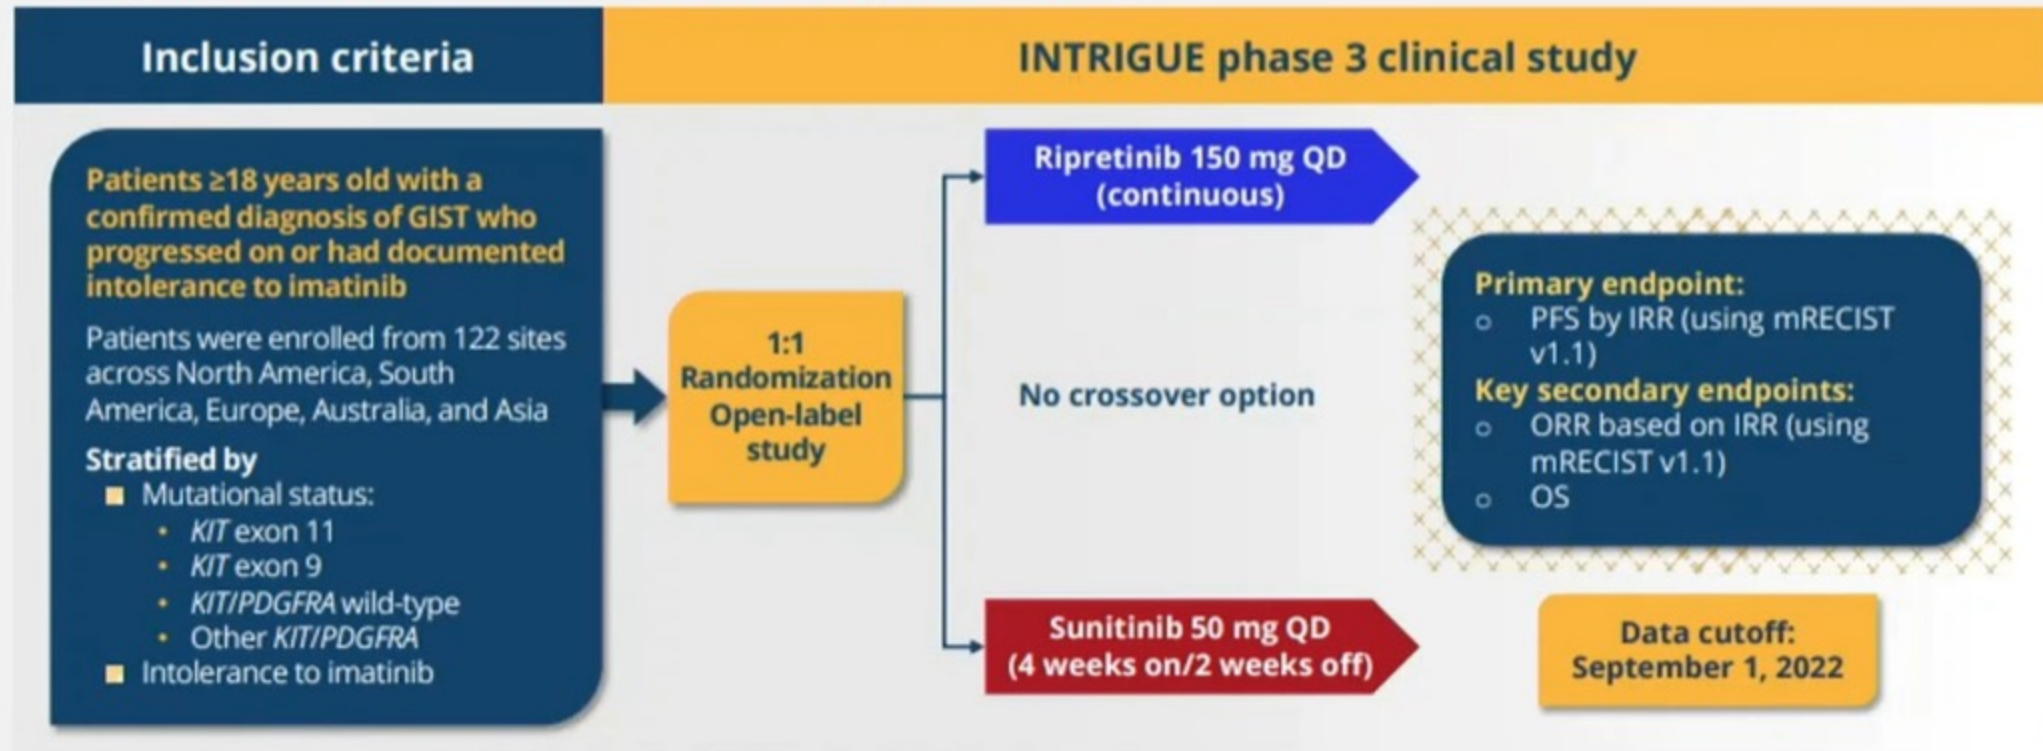 Inclusion criteria
INTRIGUE phase 3 clinical study
Patients ≥18 years old with a
confirmed diagnosis of GIST who
progressed on or had documented
intolerance to imatinib
Patients were enrolled from 122 sites
across North America, South
America, Europe, Australia, and Asia
Stratified by
■ Mutational status:
• KIT exon 11
• KIT exon 9
• KIT/PDGFRA wild-type
• Other KIT/PDGFRA
■ Intolerance to imatinib
1:1
Randomization
Open-label
study
Ripretinib 150 mg QD
(continuous)
No crossover option
Sunitinib 50 mg QD
(4 weeks on/2 weeks off)
Primary endpoint:
o PFS by IRR (using mRECIST
v1.1)
Key secondary endpoints:
o ORR based on IRR (using
mRECIST v1.1)
o OS
Data cutoff:
September 1, 2022